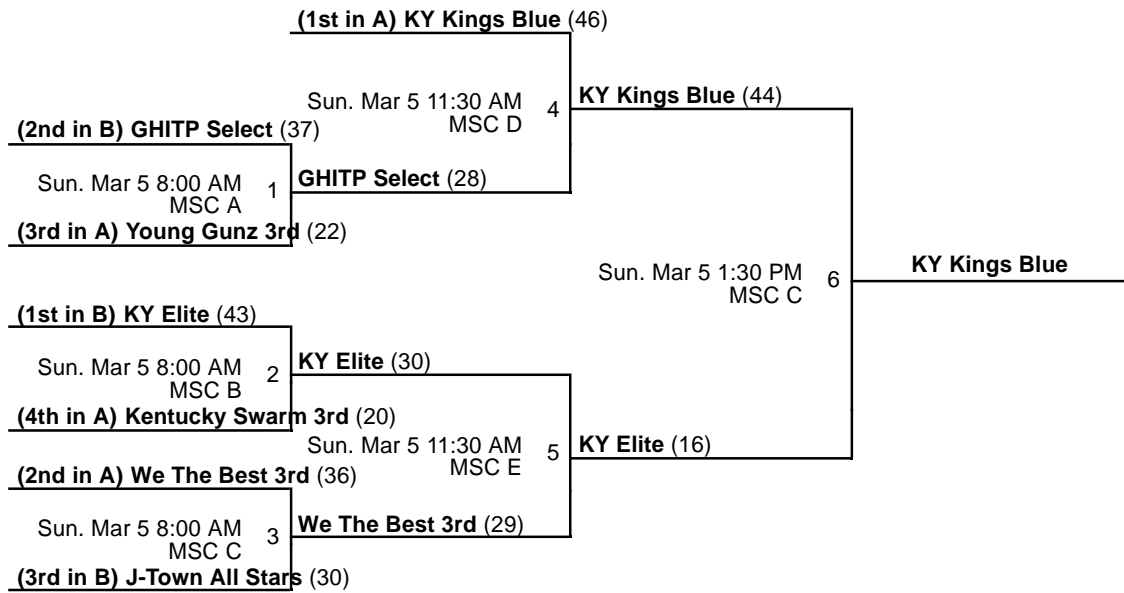 (1st in A) KY Kings Blue (46)
Sun. Mar 5 11:30 AM
MSC D
4
KY Kings Blue (44)
(2nd in B) GHITP Select (37)
Sun. Mar 5 8:00 AM
MSC A
1
GHITP Select (28)
(3rd in A) Young Gunz 3rd (22)
Sun. Mar 5 1:30 PM
MSC C
6
KY Kings Blue
(1st in B) KY Elite (43)
Sun. Mar 5 8:00 AM
MSC B
2
KY Elite (30)
(4th in A) Kentucky Swarm 3rd (20)
Sun. Mar 5 11:30 AM
MSC E
5
KY Elite (16)
(2nd in A) We The Best 3rd (36)
Sun. Mar 5 8:00 AM
MSC C
3
We The Best 3rd (29)
(3rd in B) J-Town All Stars (30)